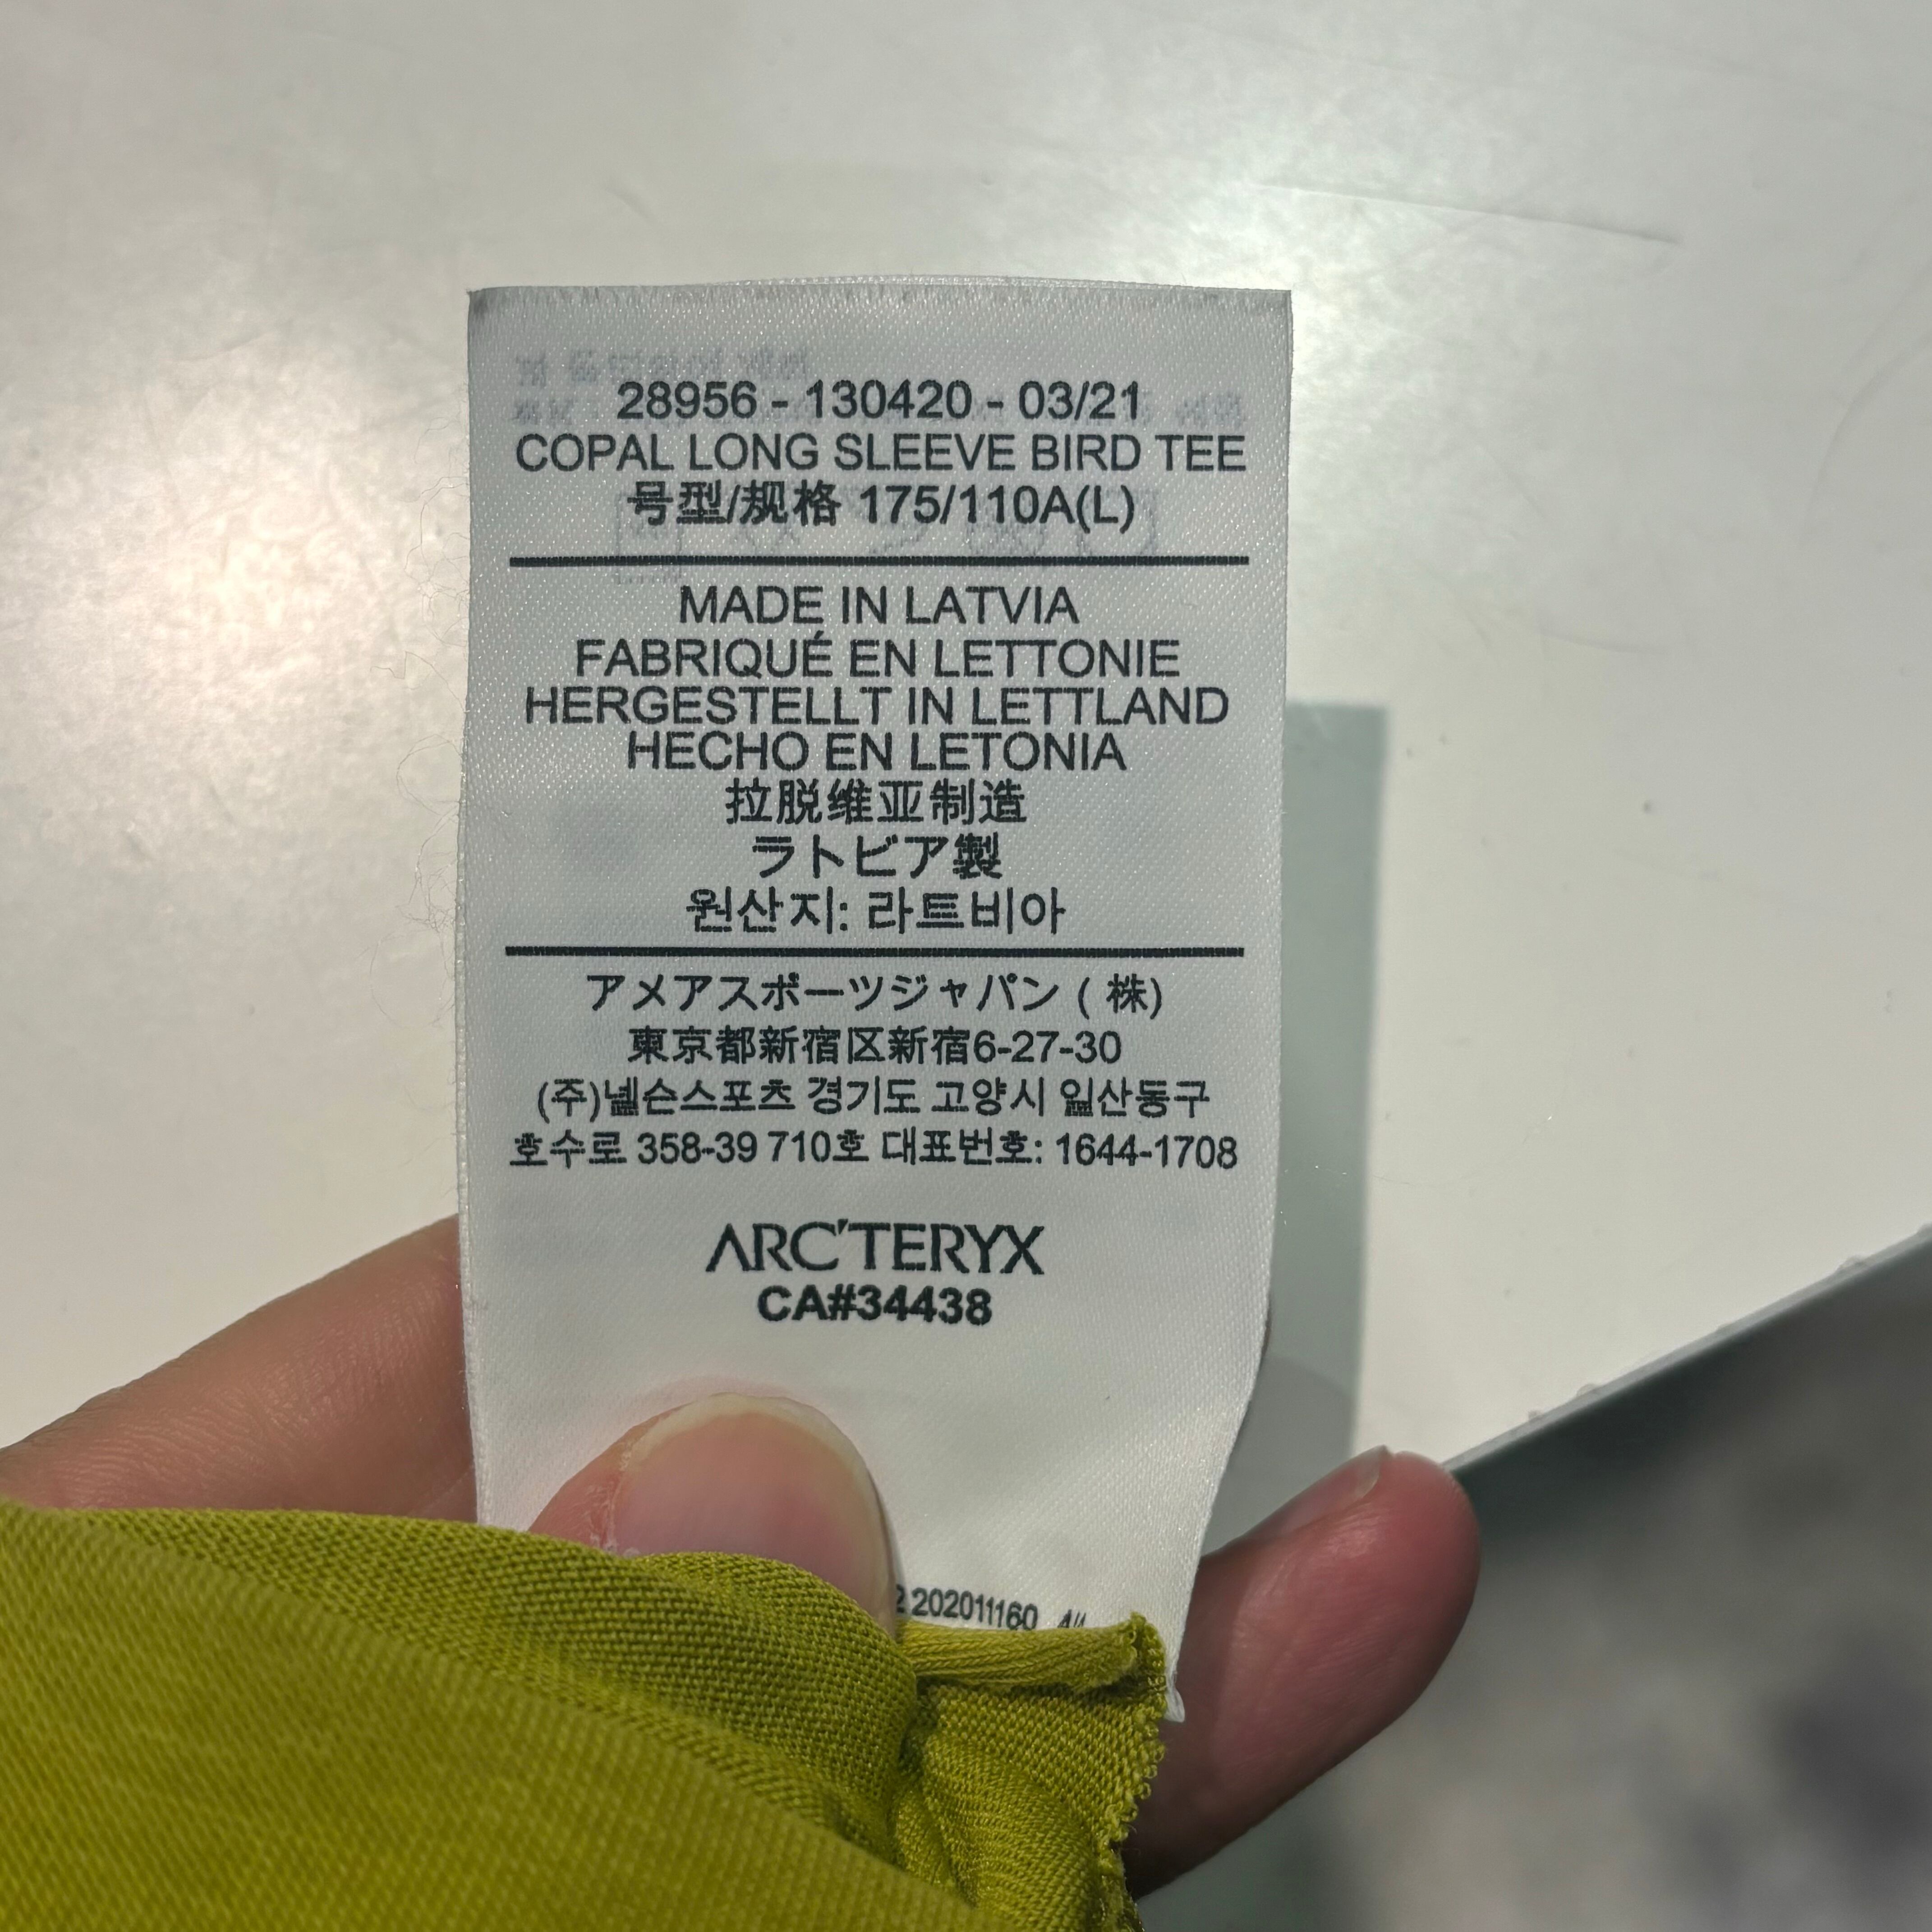 28956 - 130420 - 03/21
COPAL LONG SLEEVE BIRD TEE
号型/规格 175/110A(L)
MADE IN LATVIA
FABRIQUÉ EN LETTONIE
HERGESTELLT IN LETTLAND
HECHO EN LETONIA
拉脱维亚制造
ラトビア製
원산지: 라트비아
アメアスポーツジャパン ( 株)
東京都新宿区新宿6-27-30
(주)넬슨스포츠 경기도 고양시 일산동구
호수로 358-39 710호 대표번호: 1644-1708
ARC'TERYX
CA#34438
202011160